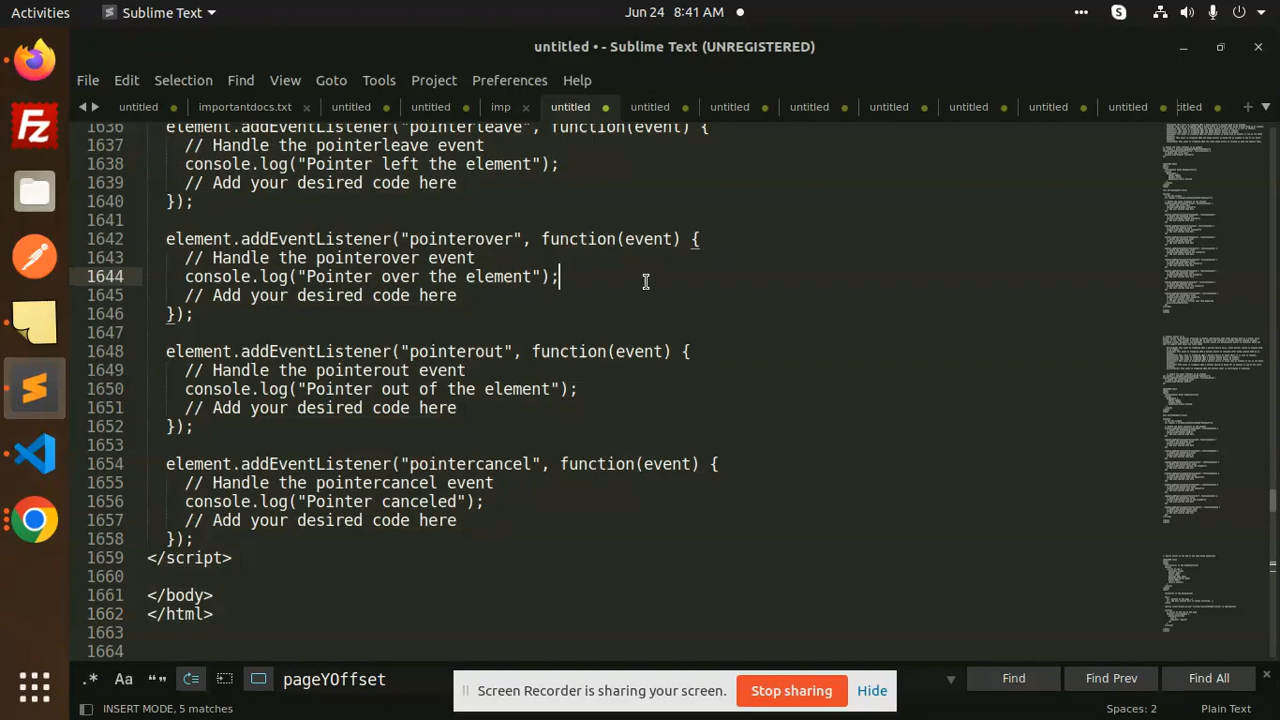 Activities
Sublime Text
Jun 24 8:41 AM
untitled • - Sublime Text (UNREGISTERED)
File Edit Selection Find View Goto Tools Project Preferences Help
untitled importantdocs.txt untitled untitled imp untitled untitled untitled untitled untitled untitled untitled untitled titled
1636 element.addEventListener("pointerleave", function(event) {
1637 // Handle the pointerleave event
1638 console.log("Pointer left the element");
1639 // Add your desired code here
1640 });
1641
1642 element.addEventListener("pointerover", function(event) {
1643 // Handle the pointerover event
1644 console.log("Pointer over the element");
1645 // Add your desired code here
1646 });
1647
1648 element.addEventListener("pointerout", function(event) {
1649 // Handle the pointerout event
1650 console.log("Pointer out of the element");
1651 // Add your desired code here
1652 });
1653
1654 element.addEventListener("pointercancel", function(event) {
1655 // Handle the pointercancel event
1656 console.log("Pointer canceled");
1657 // Add your desired code here
1658 });
1659 </script>
1660
1661 </body>
1662 </html>
1663
1664
.* Aa “” pageYOffset Find Find Prev Find All
Screen Recorder is sharing your screen. Stop sharing Hide
INSERT MODE, 5 matches Spaces: 2 Plain Text